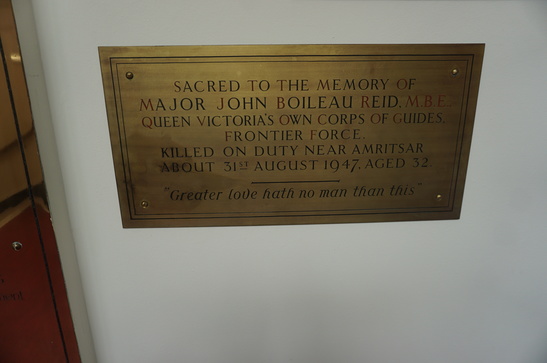 SACRED TO THE MEMORY OF
MAJOR JOHN BOILEAU REID, M.B.E.
QUEEN VICTORIA'S OWN CORPS OF GUIDES,
FRONTIER FORCE.
KILLED ON DUTY NEAR AMRITSAR
ABOUT 31ST AUGUST 1947, AGED 32.
"Greater love hath no man than this"